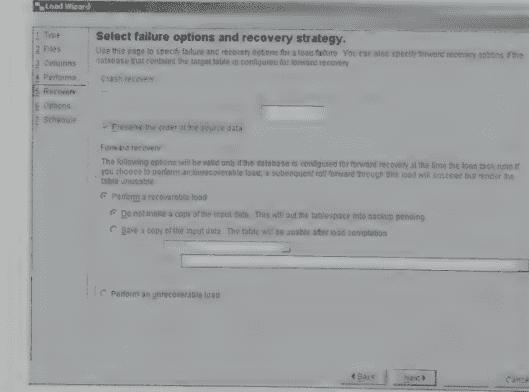 Load Wizard
1 Type
2 Files
3 Columns
4 Performa
5 Recovery
6 Options
7 Schedule
Select failure options and recovery strategy.
Use this page to specify failure and recovery options for a load failure. You can also specify forward recovery options if the
database that contains the target table is configured for forward recovery.
Crash recovery
Preserve the order of the source data
Forward recovery
The following options will be valid only if the database is configured for forward recovery at the time the load task runs. If
you choose to perform an unrecoverable load, a subsequent roll forward through this load will succeed but render the
table unusable.
Perform a recoverable load
Do not make a copy of the input data. This will put the tablespace into backup pending.
Save a copy of the input data. The table will be usable after load completion
Perform an unrecoverable load
Back
Next
Cance